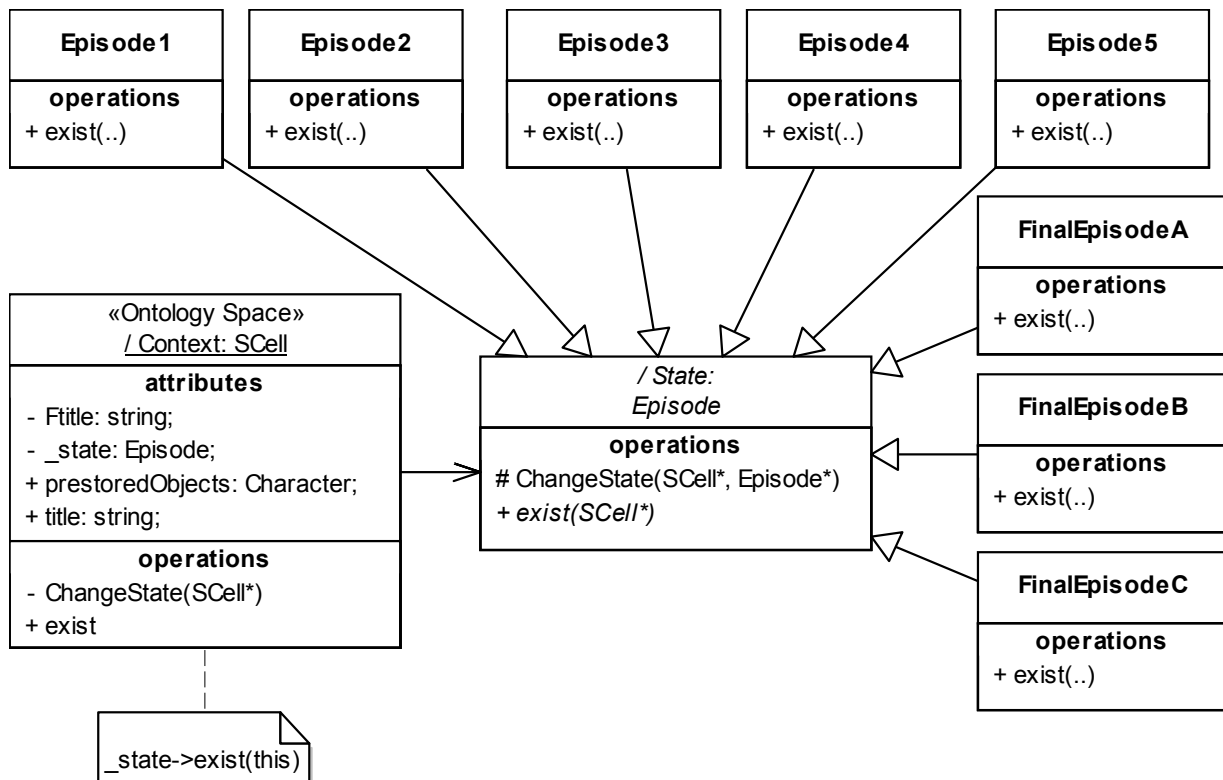 Episode1
operations
+ exist(..)
Episode2
operations
+ exist(..)
Episode3
operations
+ exist(..)
Episode4
operations
+ exist(..)
Episode5
operations
+ exist(..)
FinalEpisodeA
operations
+ exist(..)
«Ontology Space»
/ Context: SCell
attributes
- Ftitle: string;
- _state: Episode;
+ prestoredObjects: Character;
+ title: string;
operations
- ChangeState(SCell*)
+ exist
/ State:
Episode
operations
# ChangeState(SCell*, Episode*)
+ exist(SCell*)
FinalEpisodeB
operations
+ exist(..)
FinalEpisodeC
operations
+ exist(..)
_state->exist(this)